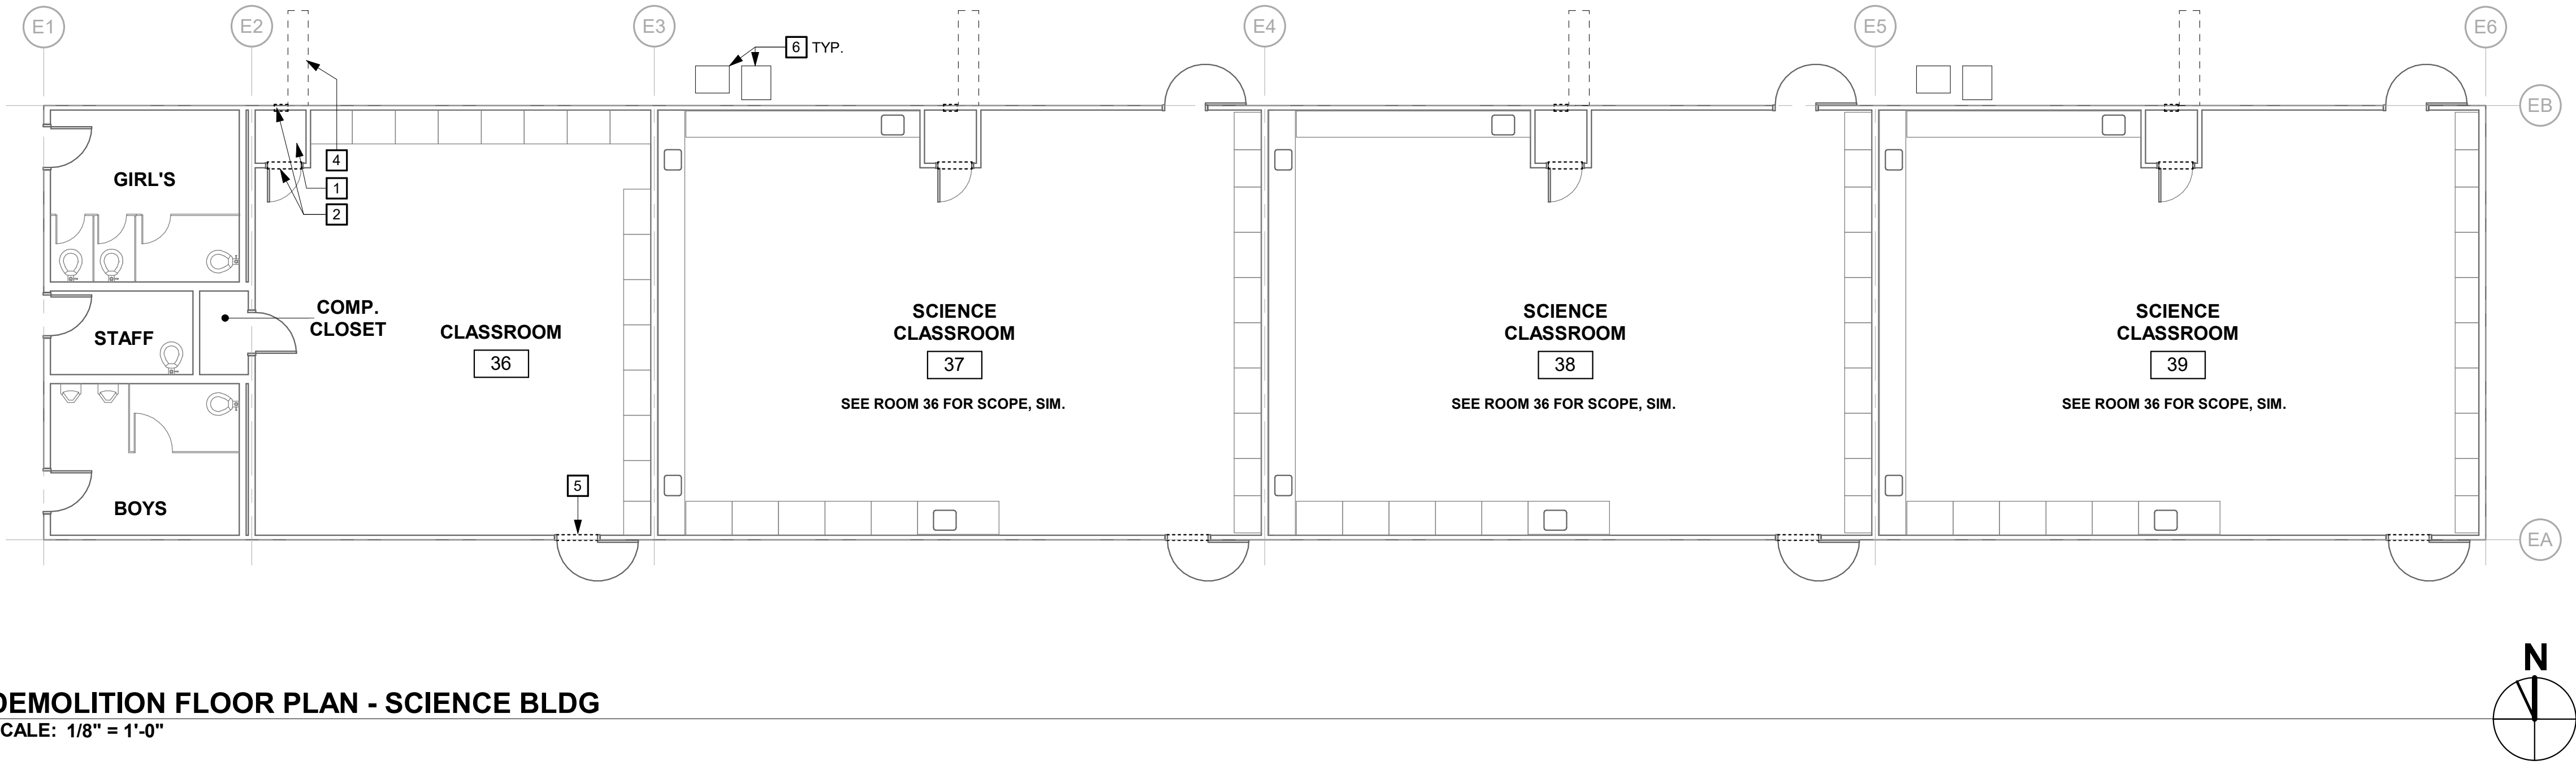 E1
E2
E3
E4
E5
E6
6 TYP.
EB
4
1
2
GIRL'S
COMP.
CLOSET
STAFF
CLASSROOM
36
SCIENCE
CLASSROOM
37
SEE ROOM 36 FOR SCOPE, SIM.
SCIENCE
CLASSROOM
38
SEE ROOM 36 FOR SCOPE, SIM.
SCIENCE
CLASSROOM
39
SEE ROOM 36 FOR SCOPE, SIM.
5
BOYS
EA
N
DEMOLITION FLOOR PLAN - SCIENCE BLDG
CALE: 1/8" = 1'-0"